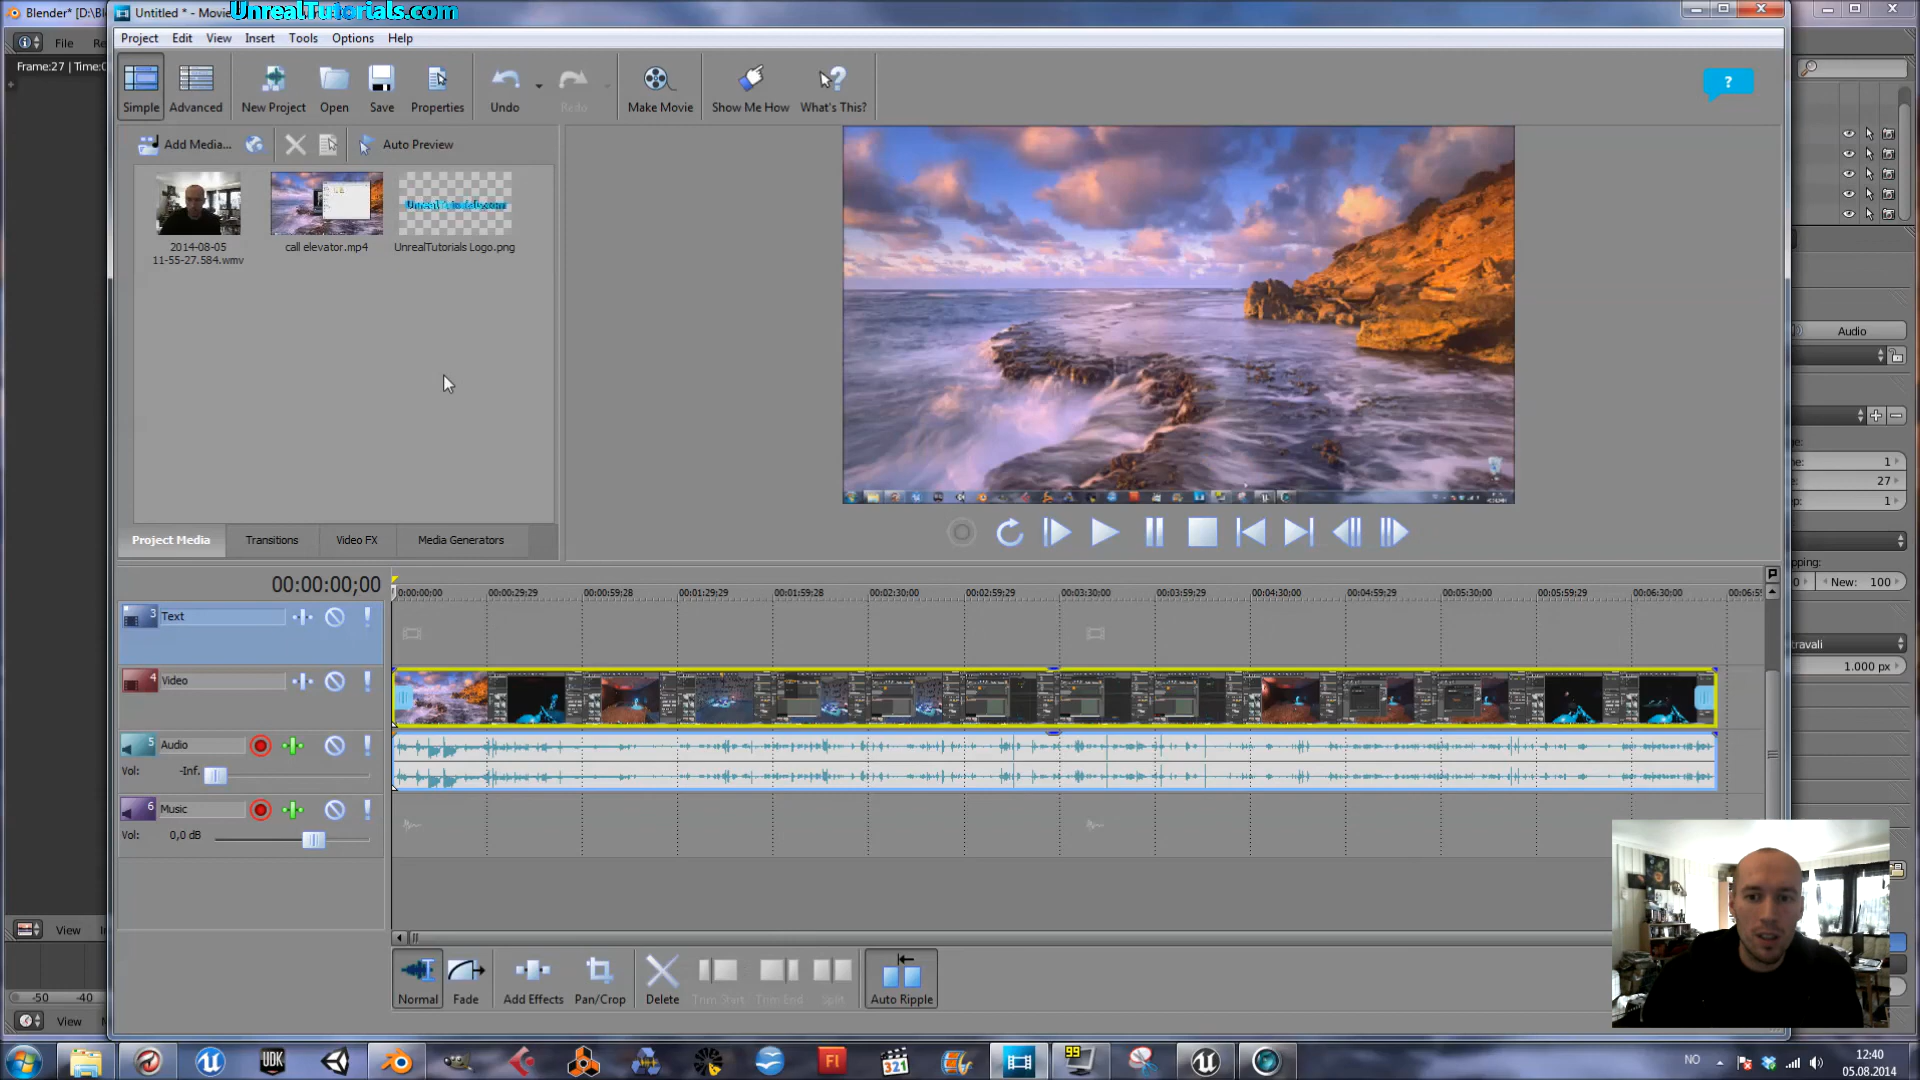 Blender* [D:\Bl
Untitled * - Movie
UnrealTutorials.com
File
Frame:27 | Time:0
Project Edit View Insert Tools Options Help
Simple Advanced New Project Open Save Properties Undo Redo Make Movie Show Me How What's This?
?
Add Media... Auto Preview
UnrealTutorials.com
2014-08-05
11-55-27.584.wmv
call elevator.mp4
UnrealTutorials Logo.png
Audio
1
27
1
New: 100
1.000 px
Project Media Transitions Video FX Media Generators
00:00:00;00
0:00:00;00 00:00:29;29 00:00:59;28 00:01:29;29 00:01:59;28 00:02:30;00 00:02:59;29 00:03:30;00 00:03:59;29 00:04:30;00 00:04:59;29 00:05:30;00 00:05:59;29 00:06:30;00
3 Text
4 Video
5 Audio
Vol: -Inf.
6 Music
Vol: 0,0 dB
View
-50 -40
View
Normal Fade Add Effects Pan/Crop Delete Trim Start Trim End Split Auto Ripple
UDK
Fl
321
99
NO
12:40
05.08.2014